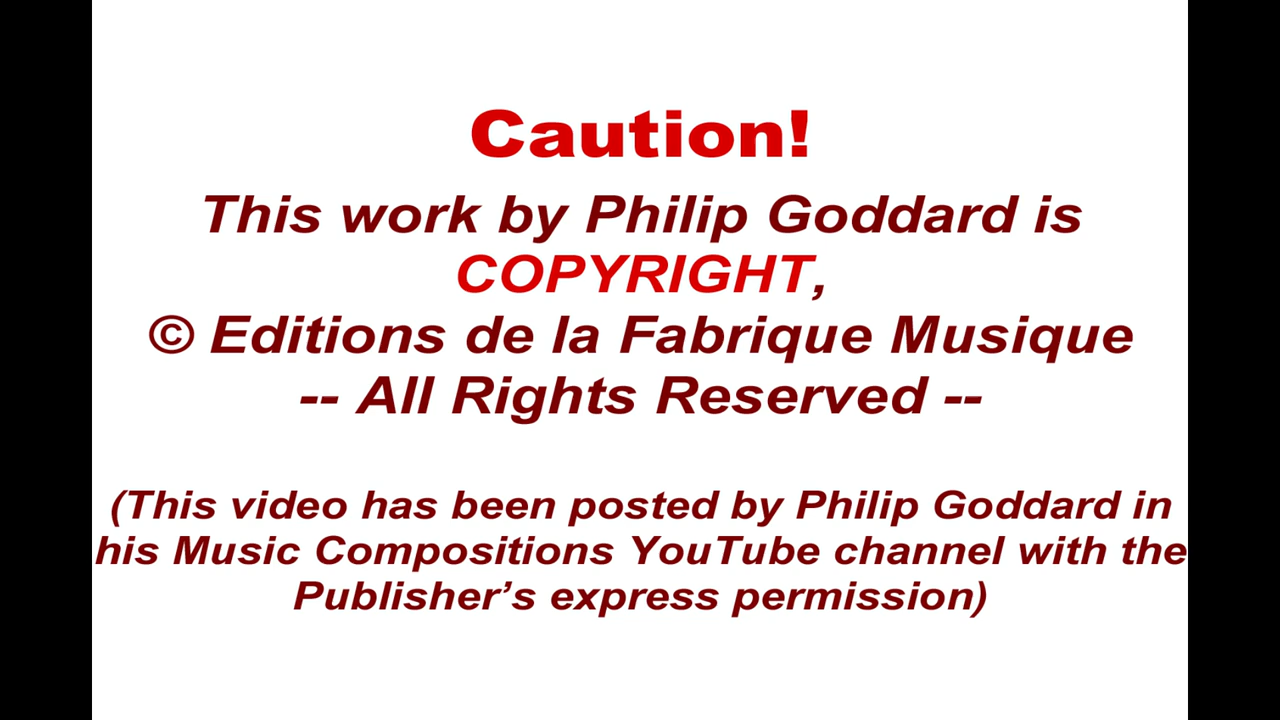 Caution!
This work by Philip Goddard is
COPYRIGHT,
© Editions de la Fabrique Musique
-- All Rights Reserved --
(This video has been posted by Philip Goddard in
his Music Compositions YouTube channel with the
Publisher’s express permission)